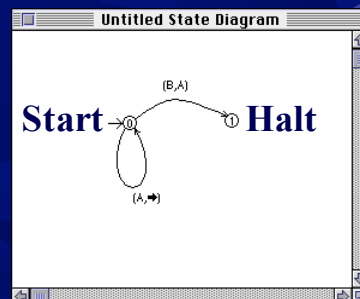 Untitled State Diagram
(B,A)
Start 0 1 Halt
(A,→)